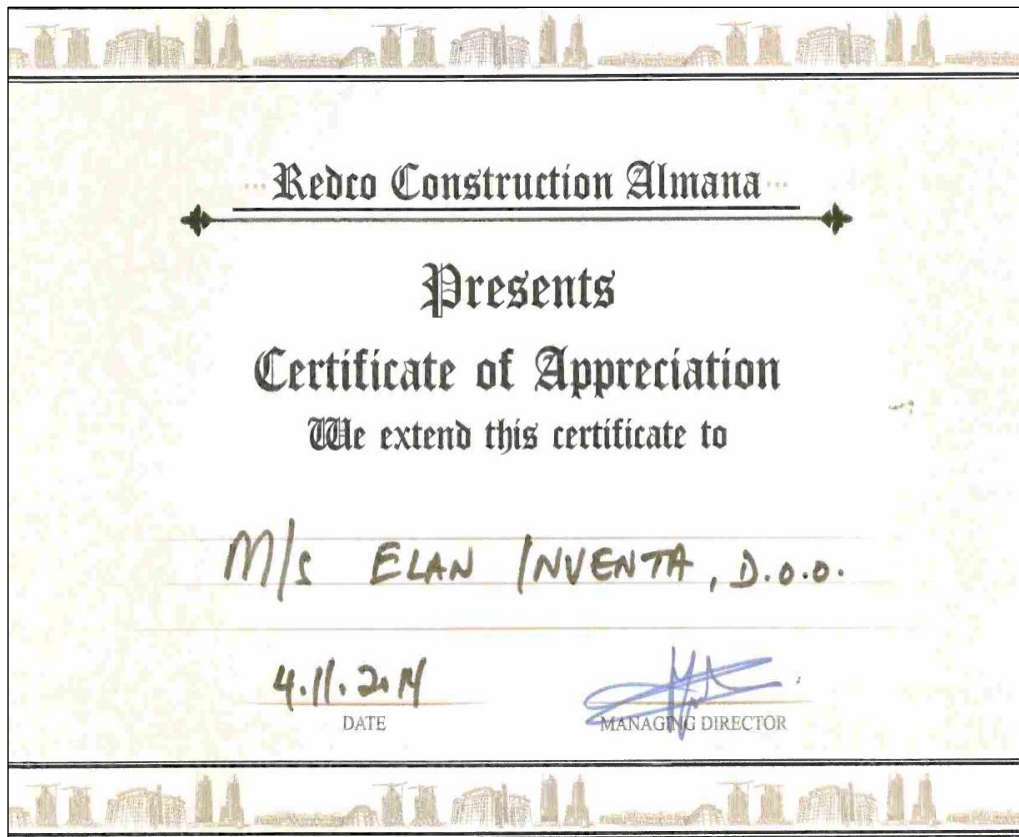 Redco Construction Almana
Presents
Certificate of Appreciation
We extend this certificate to
M/s ELAN INVENTA, D.O.O.
4.11.2014
DATE
MANAGING DIRECTOR